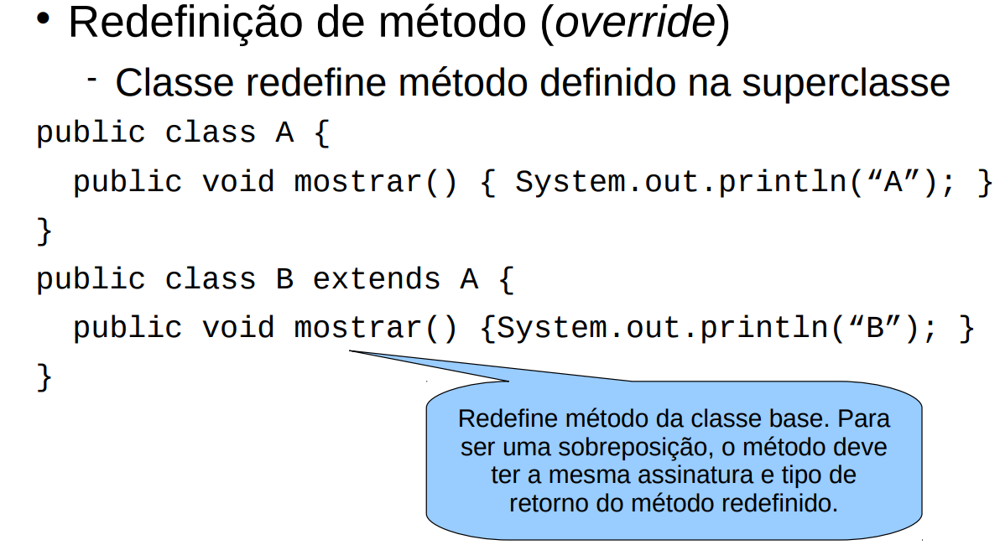 • Redefinição de método (override)
- Classe redefine método definido na superclasse
public class A {
public void mostrar() { System.out.println(“A”); }
}
public class B extends A {
public void mostrar() {System.out.println(“B”); }
}
Redefine método da classe base. Para
ser uma sobreposição, o método deve
ter a mesma assinatura e tipo de
retorno do método redefinido.